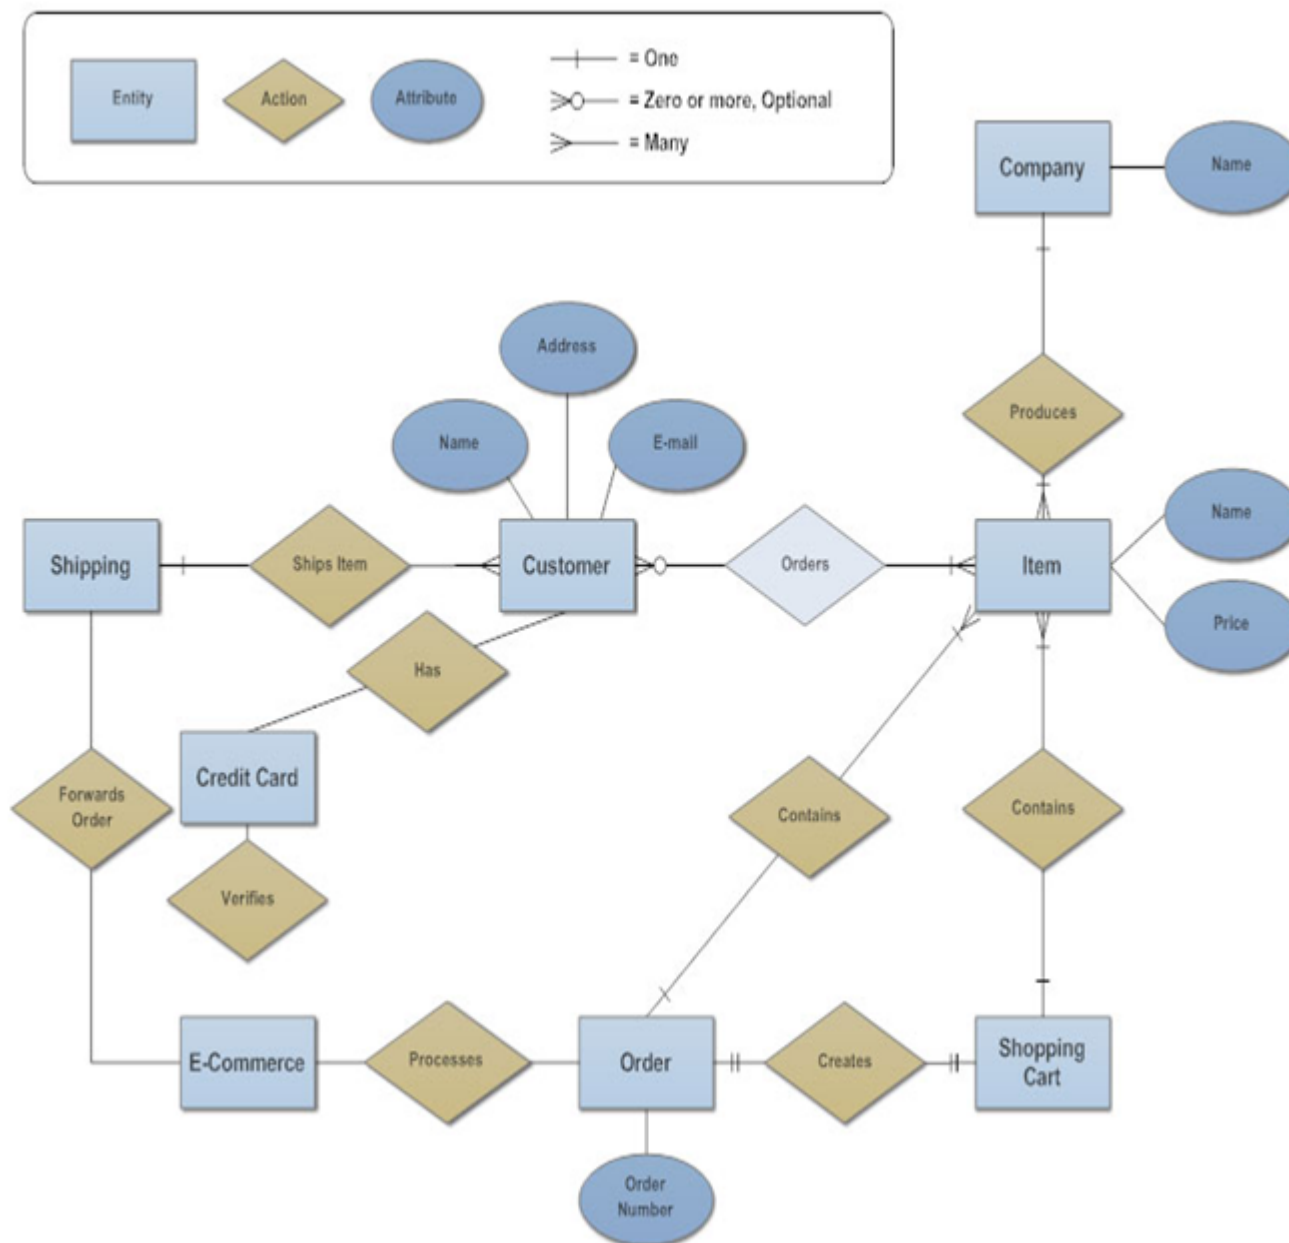 Entity
Action
Attribute
= One
= Zero or more, Optional
= Many
Company
Name
Address
Name
E-mail
Produces
Name
Shipping
Ships Item
Customer
Orders
Item
Price
Has
Credit Card
Forwards
Order
Contains
Contains
Verifies
E-Commerce
Processes
Order
Creates
Shopping
Cart
Order
Number